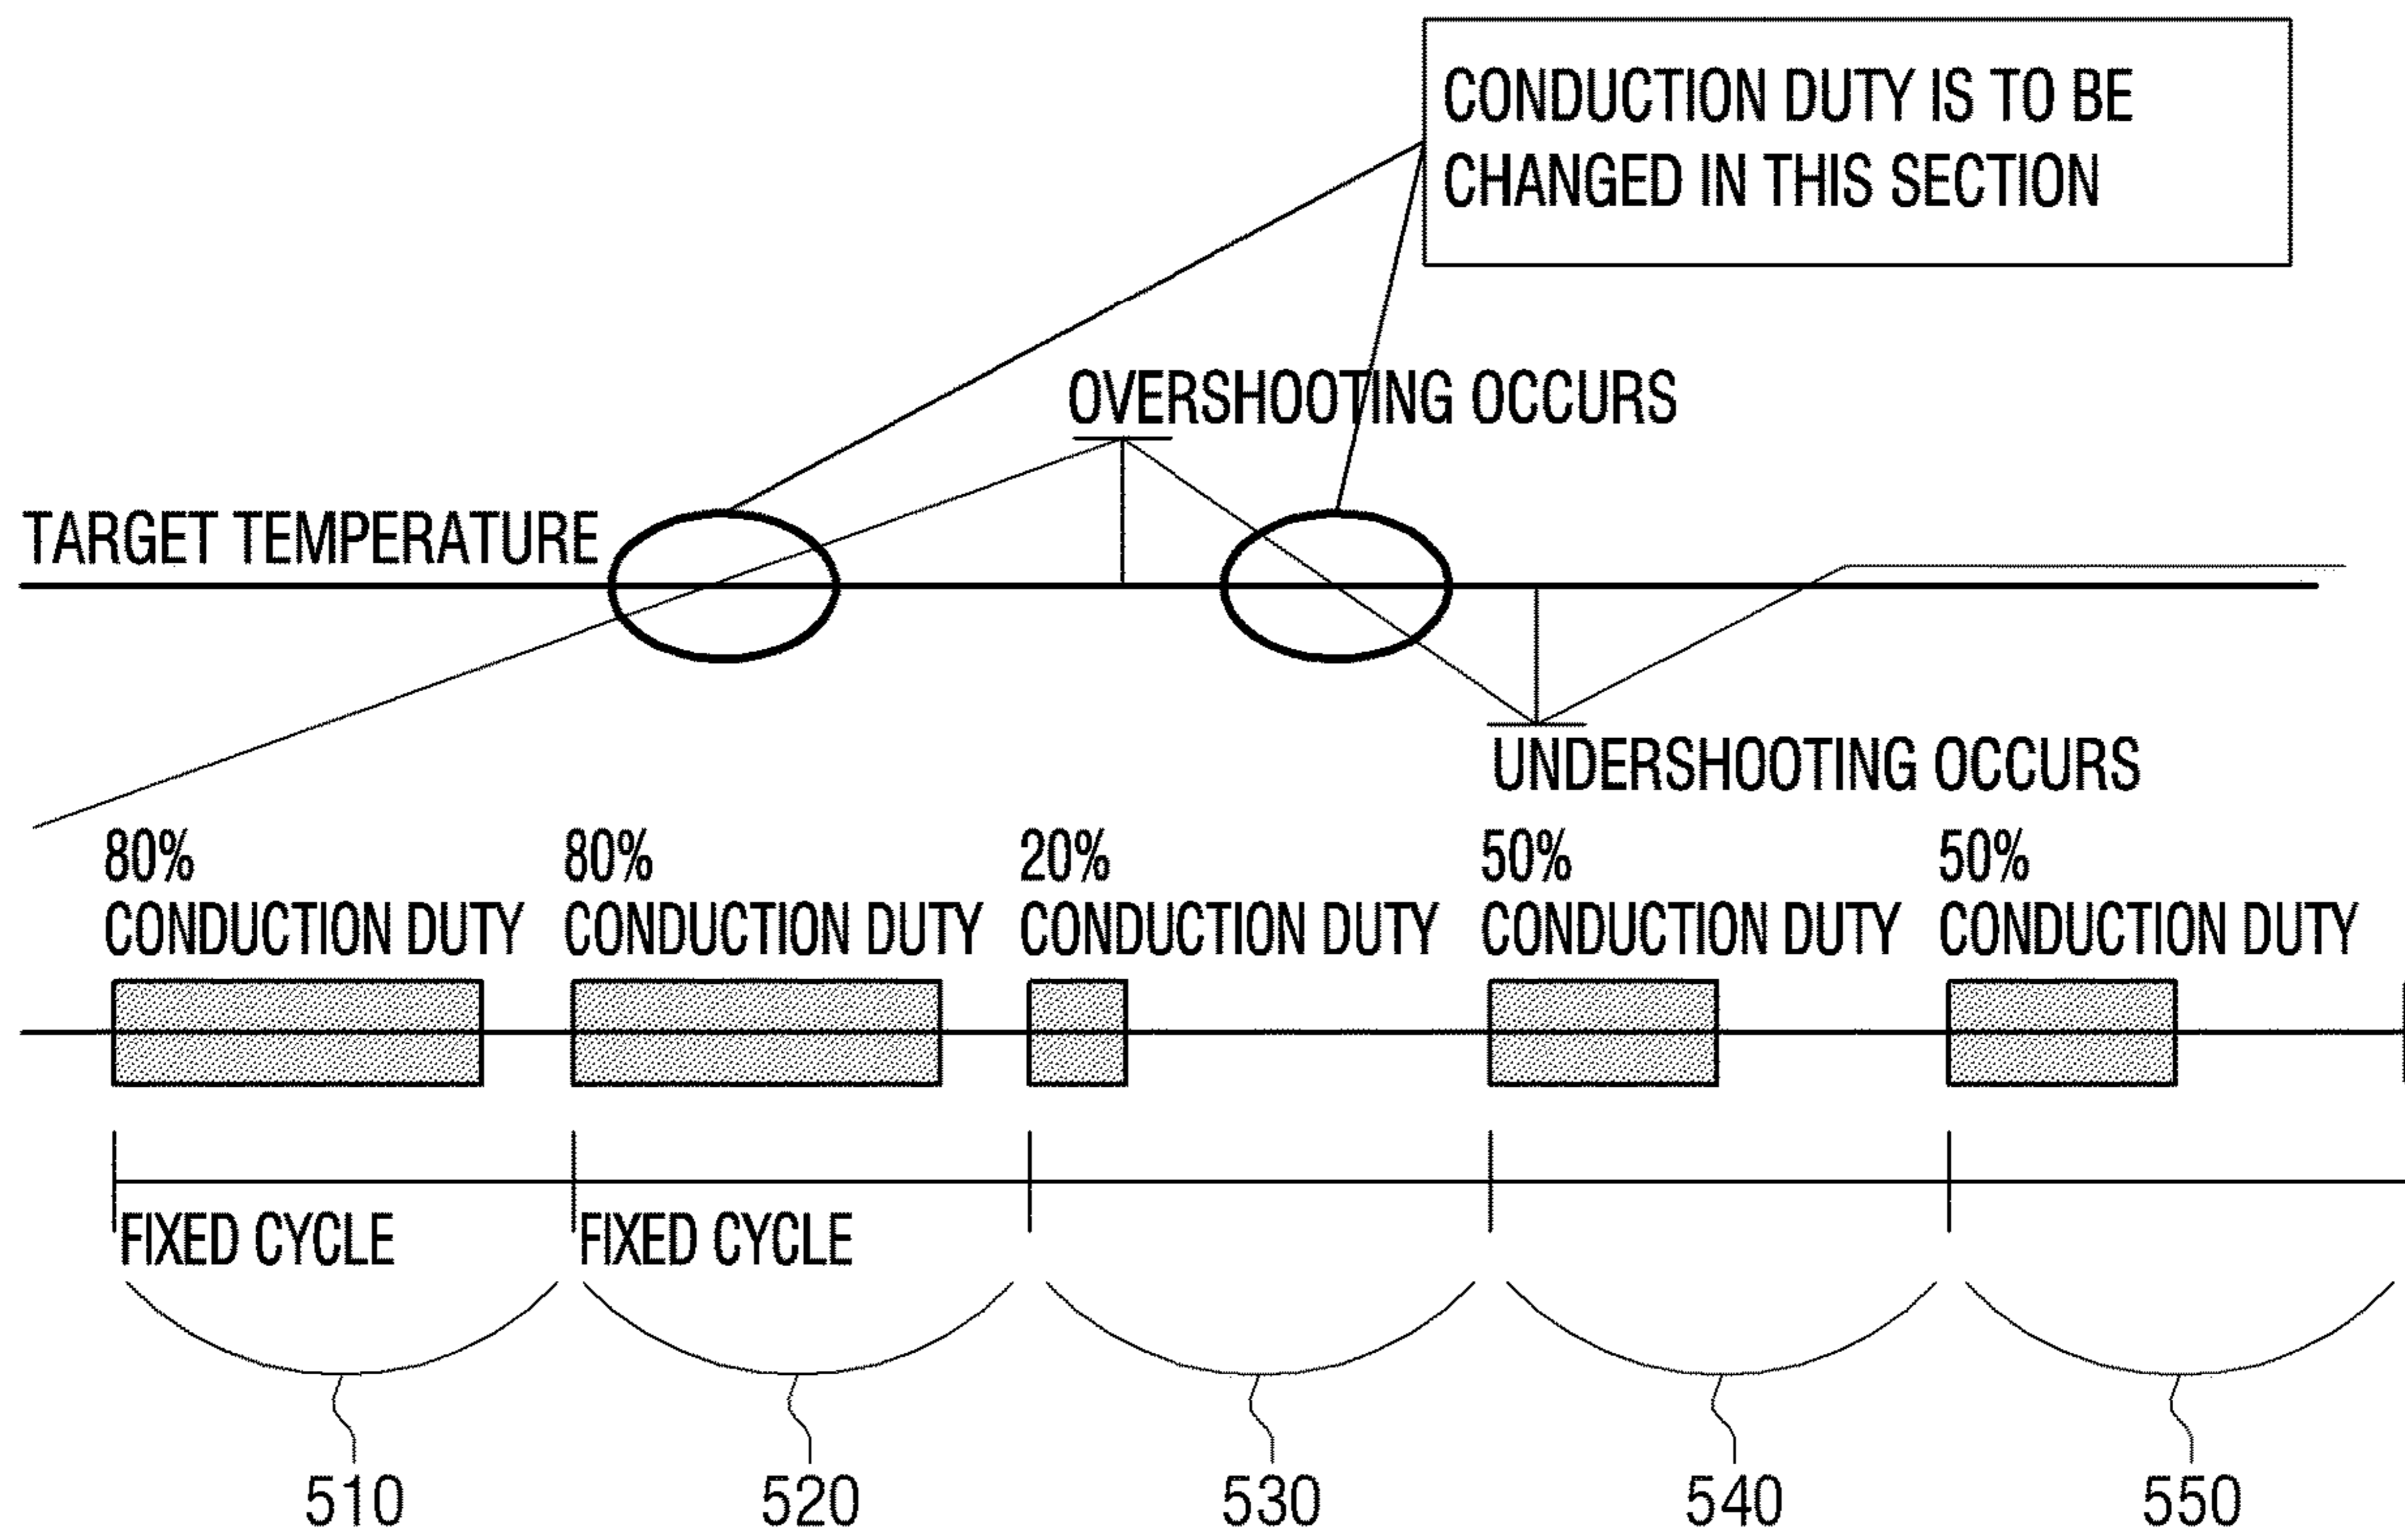 CONDUCTION DUTY IS TO BE
CHANGED IN THIS SECTION
OVERSHOOTING OCCURS
TARGET TEMPERATURE
UNDERSHOOTING OCCURS
80%
CONDUCTION DUTY
80%
CONDUCTION DUTY
20%
CONDUCTION DUTY
50%
CONDUCTION DUTY
50%
CONDUCTION DUTY
FIXED CYCLE
FIXED CYCLE
510
520
530
540
550